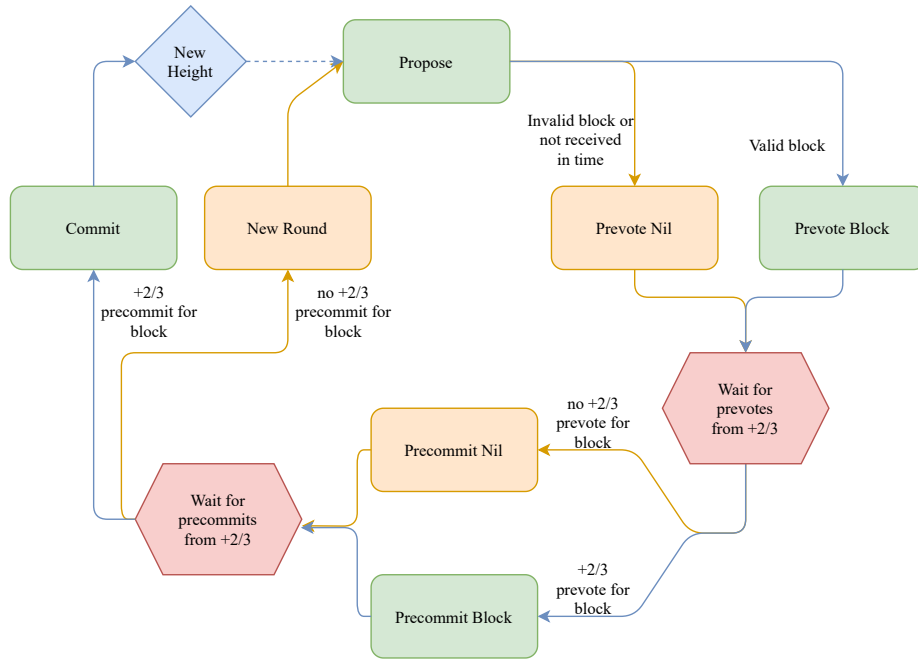 New
Height
Propose
Invalid block or
not received
in time
Valid block
Commit
New Round
Prevote Nil
Prevote Block
+2/3
precommit for
block
no +2/3
precommit for
block
Wait for
prevotes
from +2/3
no +2/3
prevote for
block
Precommit Nil
Wait for
precommits
from +2/3
+2/3
prevote for
block
Precommit Block